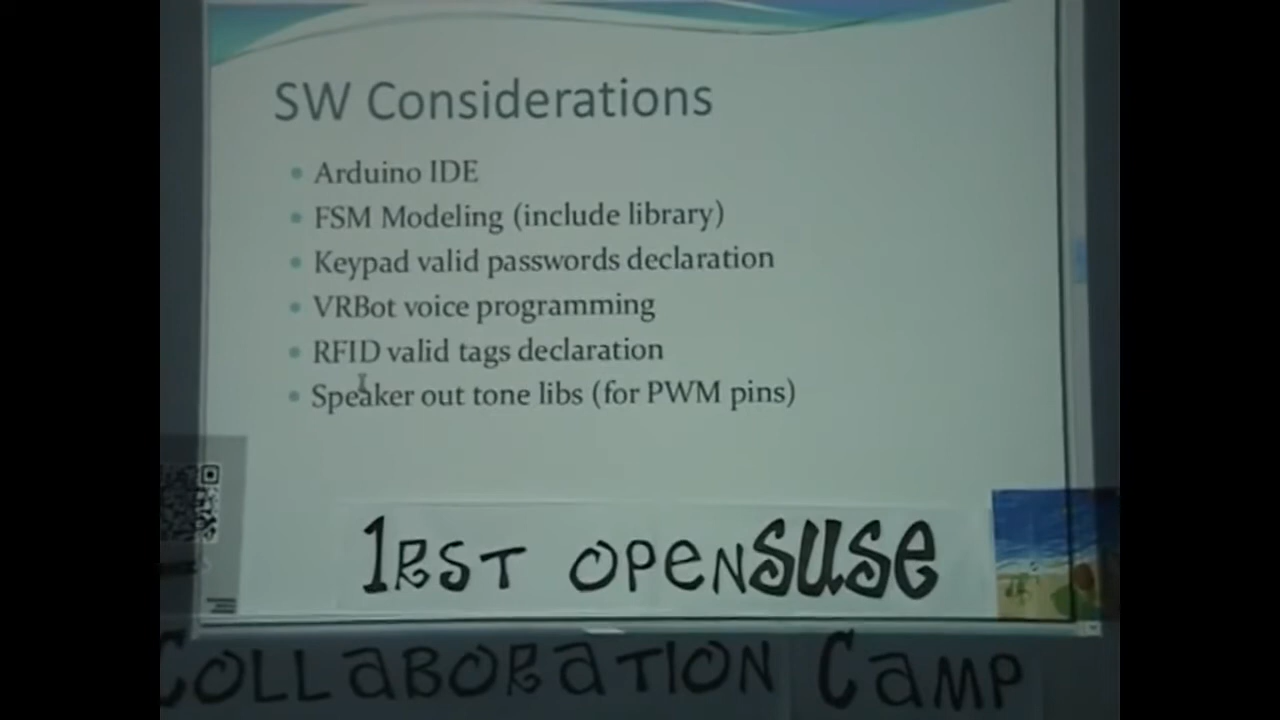 SW Considerations
Arduino IDE
FSM Modeling (include library)
Keypad valid passwords declaration
VRBot voice programming
RFID valid tags declaration
Speaker out tone libs (for PWM pins)
1RST OPENSUSE
COLLABORATION CAMP